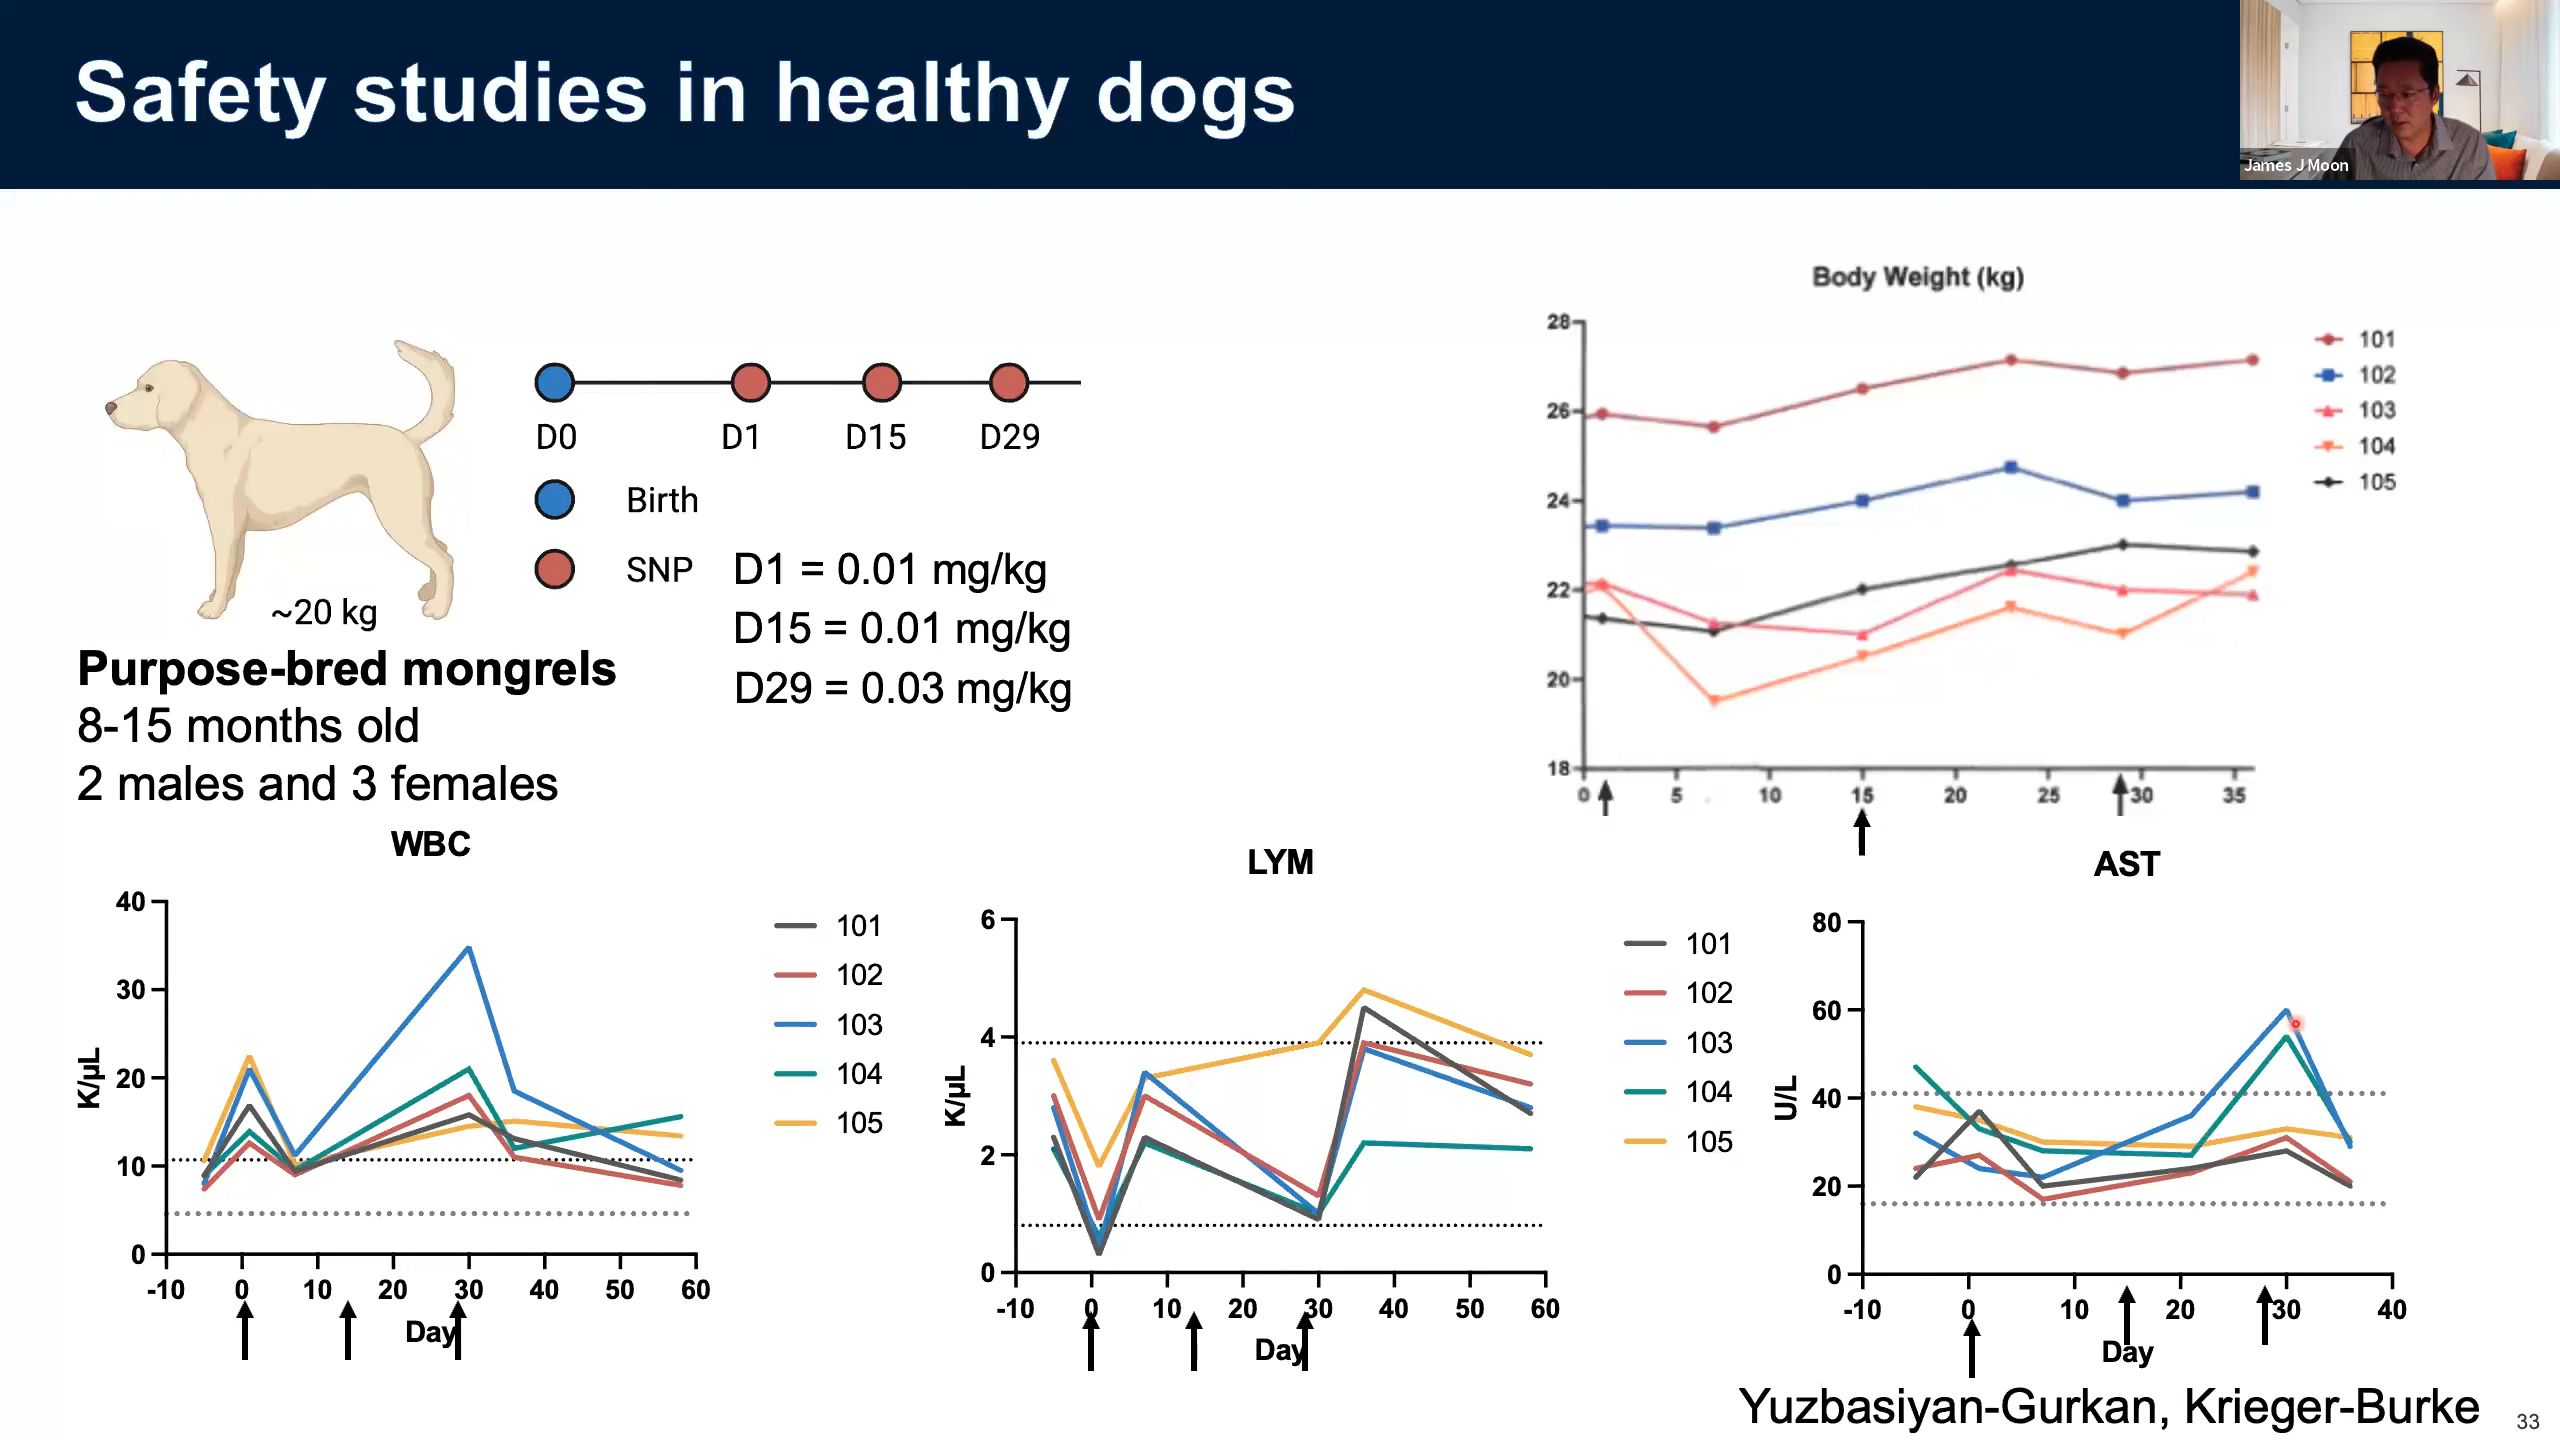 Safety studies in healthy dogs
James J Moon
D0
D1
D15
D29
Birth
SNP
D1 = 0.01 mg/kg
D15 = 0.01 mg/kg
D29 = 0.03 mg/kg
~20 kg
Purpose-bred mongrels
8-15 months old
2 males and 3 females
Body Weight (kg)
28
26
24
22
20
18
0 5 10 15 20 25 30 35
101
102
103
104
105
WBC
K/µL
40
30
20
10
0
-10 0 10 20 30 40 50 60
Day
101
102
103
104
105
LYM
K/µL
6
4
2
0
-10 0 10 20 30 40 50 60
Day
101
102
103
104
105
AST
U/L
80
60
40
20
0
-10 0 10 20 30 40
Day
Yuzbasiyan-Gurkan, Krieger-Burke
33